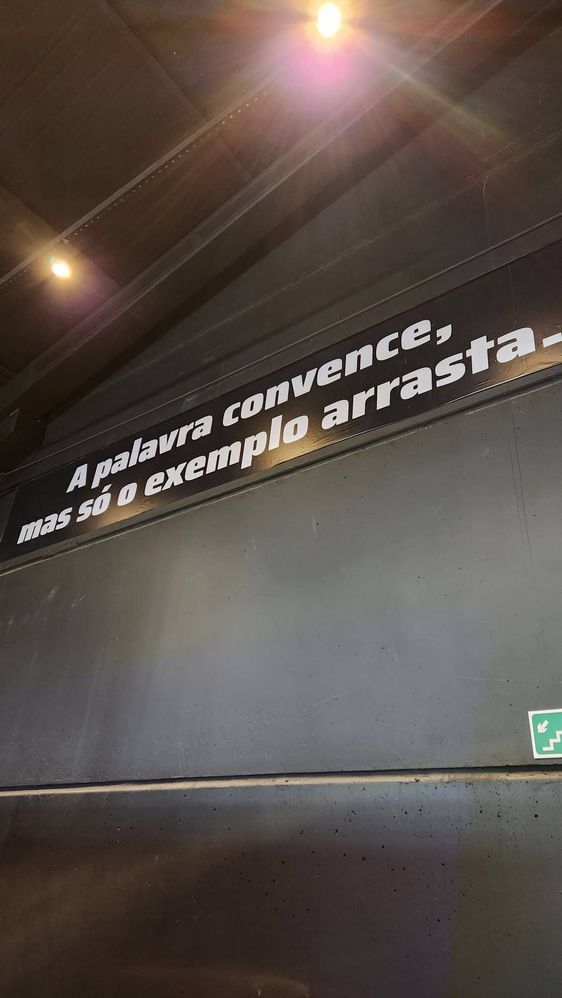 A palavra convence,
mas só o exemplo arrasta.